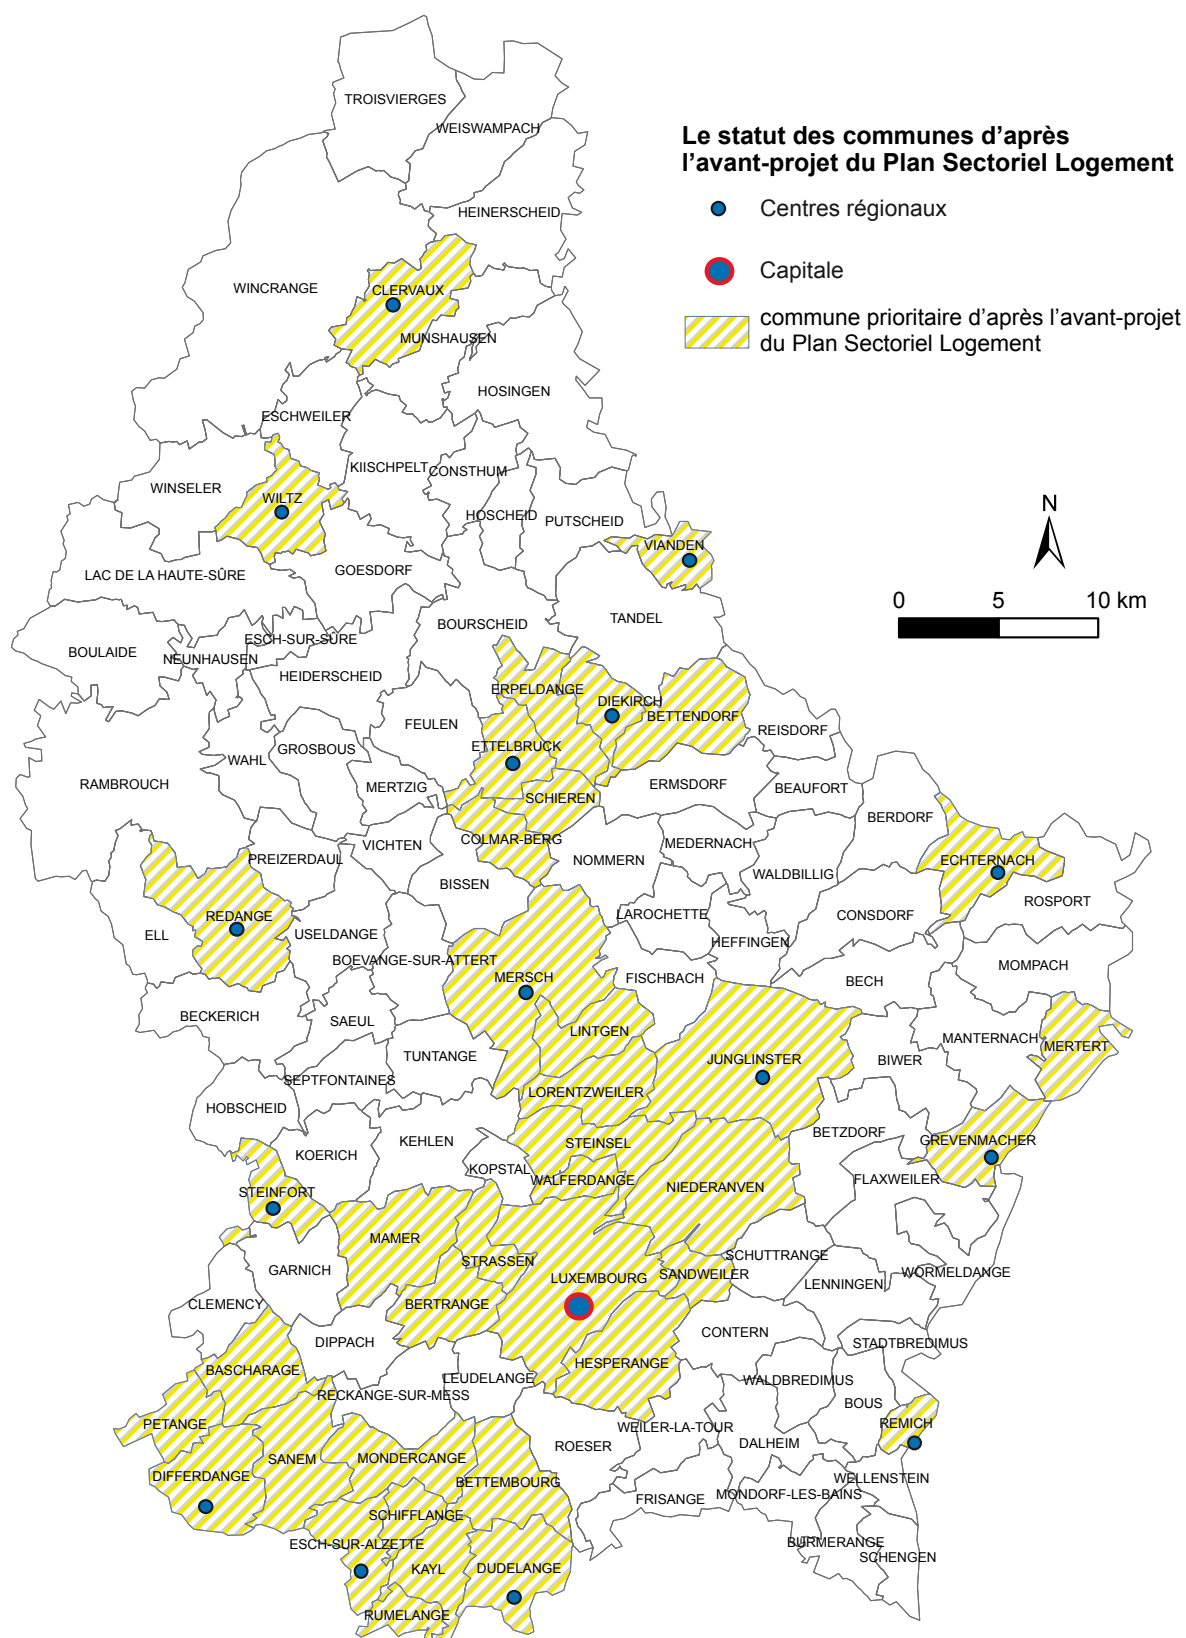 TROISVIERGES
WEISWAMPACH
Le statut des communes d'après
l'avant-projet du Plan Sectoriel Logement
Centres régionaux
Capitale
commune prioritaire d'après l'avant-projet
du Plan Sectoriel Logement
HEINERSCHEID
WINCRANGE
CLERVAUX
MUNSHAUSEN
HOSINGEN
ESCHWEILER
KIISCHPELT
CONSTHUM
WINSELER
WILTZ
HOSCHEID
PUTSCHEID
N
VIANDEN
LAC DE LA HAUTE-SÛRE
GOESDORF
0
5
10 km
TANDEL
BOURSCHEID
ESCH-SUR-SÛRE
BOULAIDE
NEUNHAUSEN
HEIDERSCHEID
ERPELDANGE
DIEKIRCH
BETTENDORF
FEULEN
REISDORF
ETTELBRUCK
GROSBOUS
WAHL
RAMBROUCH
MERTZIG
SCHIEREN
ERMSDORF
BEAUFORT
BERDORF
COLMAR-BERG
VICHTEN
MEDERNACH
PREIZERDAUL
NOMMERN
ECHTERNACH
WALDBILLIG
BISSEN
ROSPORT
REDANGE
LAROCHETTE
CONSDORF
ELL
USELDANGE
HEFFINGEN
BOEVANGE-SUR-ATTERT
MOMPACH
MERSCH
FISCHBACH
BECH
BECKERICH
SAEUL
LINTGEN
MANTERNACH
MERTERT
TUNTANGE
JUNGLINSTER
BIWER
SEPTFONTAINES
LORENTZWEILER
HOBSCHEID
BETZDORF
GREVENMACHER
KEHLEN
STEINSEL
KOERICH
KOPSTAL
WALFERDANGE
FLAXWEILER
NIEDERANVEN
STEINFORT
MAMER
SCHUTTRANGE
STRASSEN
GARNICH
LUXEMBOURG
SANDWEILER
WORMELDANGE
LENNINGEN
CLEMENCY
BERTRANGE
CONTERN
DIPPACH
STADTBREDIMUS
HESPERANGE
BASCHARAGE
LEUDELANGE
WALDBREDIMUS
RECKANGE-SUR-MESS
BOUS
PETANGE
REMICH
WEILER-LA-TOUR
ROESER
DALHEIM
SANEM
MONDERCANGE
DIFFERDANGE
BETTEMBOURG
WELLENSTEIN
MONDORF-LES-BAINS
FRISANGE
SCHIFFLANGE
ESCH-SUR-ALZETTE
BURMERANGE
SCHENGEN
KAYL
DUDELANGE
RUMELANGE